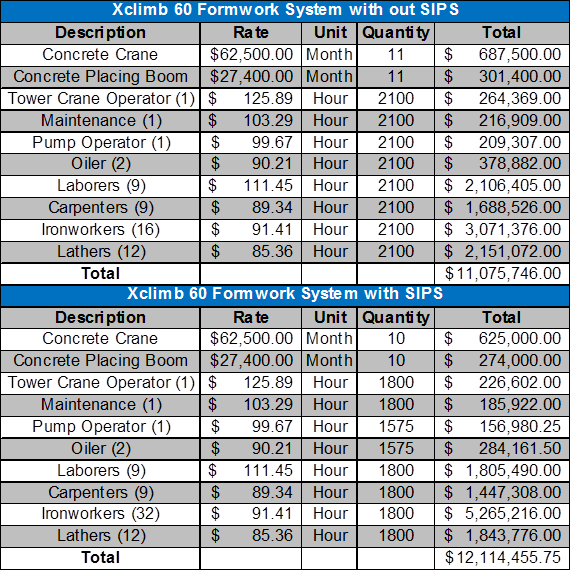 Xclimb 60 Formwork System with out SIPS
Description Rate Unit Quantity Total
Concrete Crane $62,500.00 Month 11 $ 687,500.00
Concrete Placing Boom $27,400.00 Month 11 $ 301,400.00
Tower Crane Operator (1) $ 125.89 Hour 2100 $ 264,369.00
Maintenance (1) $ 103.29 Hour 2100 $ 216,909.00
Pump Operator (1) $ 99.67 Hour 2100 $ 209,307.00
Oiler (2) $ 90.21 Hour 2100 $ 378,882.00
Laborers (9) $ 111.45 Hour 2100 $ 2,106,405.00
Carpenters (9) $ 89.34 Hour 2100 $ 1,688,526.00
Ironworkers (16) $ 91.41 Hour 2100 $ 3,071,376.00
Lathers (12) $ 85.36 Hour 2100 $ 2,151,072.00
Total $11,075,746.00
Xclimb 60 Formwork System with SIPS
Description Rate Unit Quantity Total
Concrete Crane $62,500.00 Month 10 $ 625,000.00
Concrete Placing Boom $27,400.00 Month 10 $ 274,000.00
Tower Crane Operator (1) $ 125.89 Hour 1800 $ 226,602.00
Maintenance (1) $ 103.29 Hour 1800 $ 185,922.00
Pump Operator (1) $ 99.67 Hour 1575 $ 156,980.25
Oiler (2) $ 90.21 Hour 1575 $ 284,161.50
Laborers (9) $ 111.45 Hour 1800 $ 1,805,490.00
Carpenters (9) $ 89.34 Hour 1800 $ 1,447,308.00
Ironworkers (32) $ 91.41 Hour 1800 $ 5,265,216.00
Lathers (12) $ 85.36 Hour 1800 $ 1,843,776.00
Total $12,114,455.75